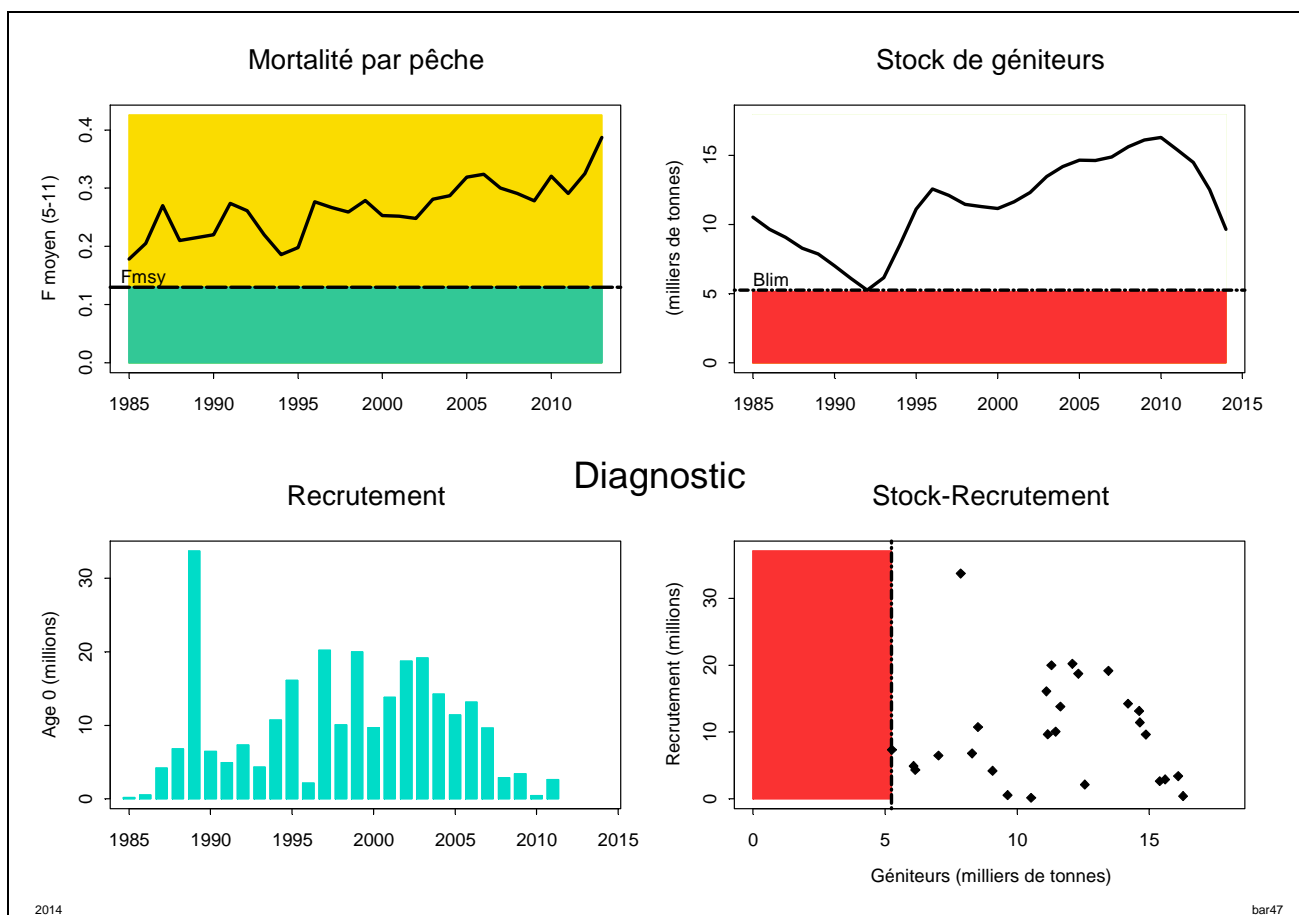 Mortalité par pêche
F moyen (5-11)
0.0 0.1 0.2 0.3 0.4
Fmsy
1985 1990 1995 2000 2005 2010
Stock de géniteurs
(milliers de tonnes)
0 5 10 15
Blim
1985 1990 1995 2000 2005 2010 2015
Diagnostic
Recrutement
Age 0 (millions)
0 10 20 30
1985 1990 1995 2000 2005 2010 2015
Stock-Recrutement
Recrutement (millions)
0 10 20 30
0 5 10 15
Géniteurs (milliers de tonnes)
2014
bar47